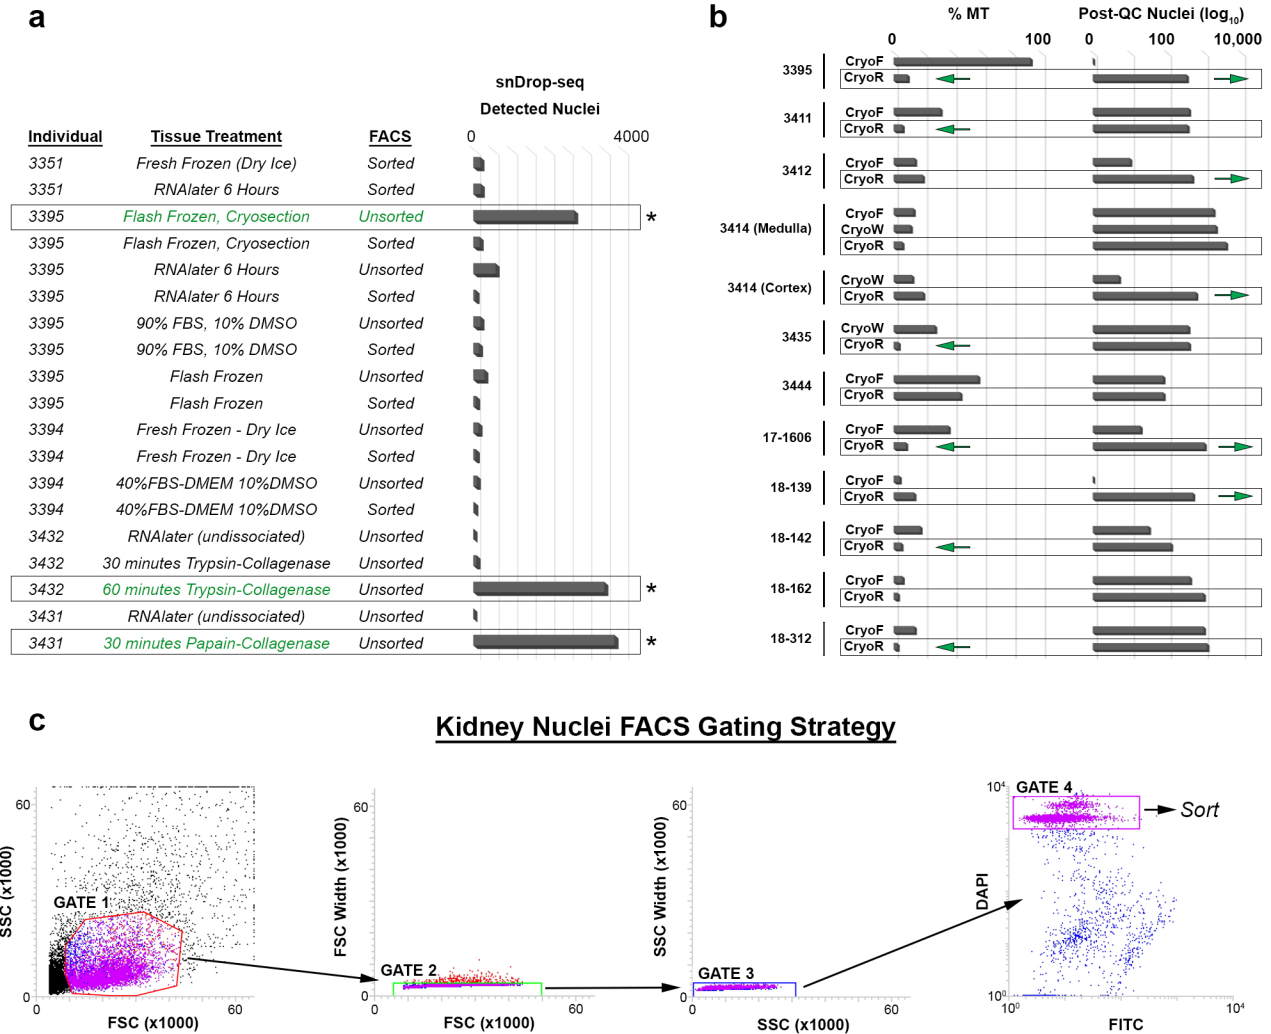 a
snDrop-seq
Detected Nuclei
Individual Tissue Treatment FACS 0 4000
3351 Fresh Frozen (Dry Ice) Sorted
3351 RNAlater 6 Hours Sorted
3395 Flash Frozen, Cryosection Unsorted *
3395 Flash Frozen, Cryosection Sorted
3395 RNAlater 6 Hours Unsorted
3395 RNAlater 6 Hours Sorted
3395 90% FBS, 10% DMSO Unsorted
3395 90% FBS, 10% DMSO Sorted
3395 Flash Frozen Unsorted
3395 Flash Frozen Sorted
3394 Fresh Frozen - Dry Ice Unsorted
3394 Fresh Frozen - Dry Ice Sorted
3394 40%FBS-DMEM 10%DMSO Unsorted
3394 40%FBS-DMEM 10%DMSO Sorted
3432 RNAlater (undissociated) Unsorted
3432 30 minutes Trypsin-Collagenase Unsorted
3432 60 minutes Trypsin-Collagenase Unsorted *
3431 RNAlater (undissociated) Unsorted
3431 30 minutes Papain-Collagenase Unsorted *
b
% MT Post-QC Nuclei (log10)
0 100 0 100 10,000
3395 CryoF
CryoR
3411 CryoF
CryoR
3412 CryoF
CryoR
3414 (Medulla) CryoF
CryoW
CryoR
3414 (Cortex) CryoW
CryoR
3435 CryoW
CryoR
3444 CryoF
CryoR
17-1606 CryoF
CryoR
18-139 CryoF
CryoR
18-142 CryoF
CryoR
18-162 CryoF
CryoR
18-312 CryoF
CryoR
c
Kidney Nuclei FACS Gating Strategy
SSC (x1000)
60
GATE 1
0
0 60
FSC (x1000)
FSC Width (x1000)
60
GATE 2
0
0 60
FSC (x1000)
SSC Width (x1000)
60
GATE 3
0
0 60
SSC (x1000)
DAPI
10^4
GATE 4
Sort
10^0
10^0 10^4
FITC